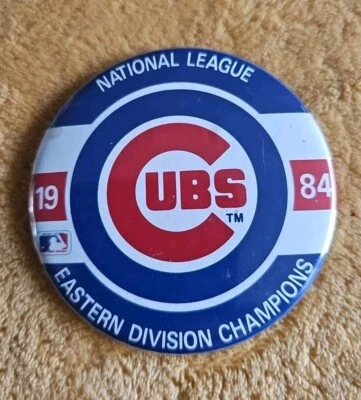 NATIONAL LEAGUE
CUBS
TM
19 84
EASTERN DIVISION CHAMPIONS